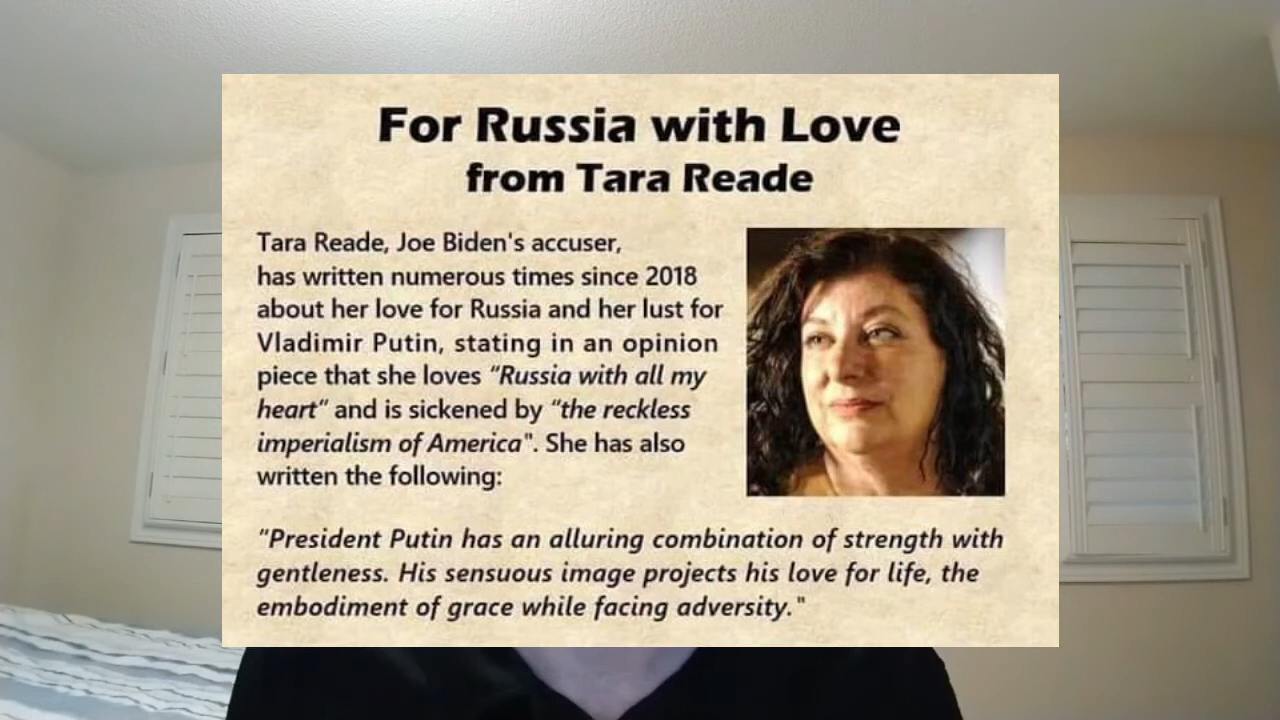 For Russia with Love
from Tara Reade
Tara Reade, Joe Biden's accuser,
has written numerous times since 2018
about her love for Russia and her lust for
Vladimir Putin, stating in an opinion
piece that she loves “Russia with all my
heart” and is sickened by “the reckless
imperialism of America". She has also
written the following:
"President Putin has an alluring combination of strength with
gentleness. His sensuous image projects his love for life, the
embodiment of grace while facing adversity."